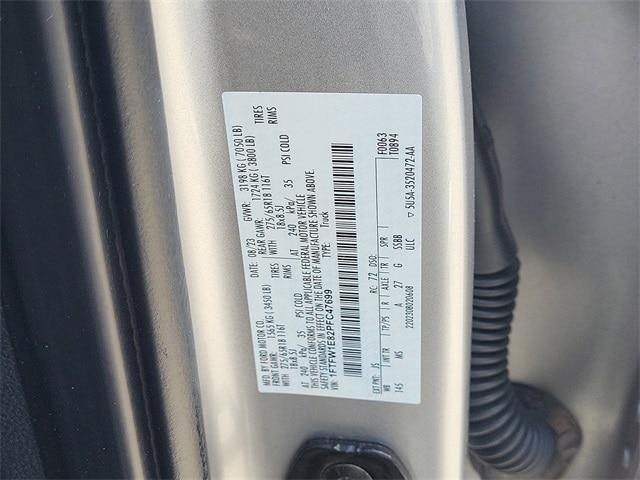 MFD. BY FORD MOTOR CO.
DATE: 08/23 GVWR: 3198 KG ( 7050 LB)
FRONT GAWR: 1565 KG ( 3450 LB) REAR GAWR: 1724 KG ( 3800 LB)
275/65R18 116T TIRES WITH 275/65R18 116T TIRES
18x8.5J RIMS 18x8.5J RIMS
AT 240 kPa/ 35 PSI COLD AT 240 kPa/ 35 PSI COLD
THIS VEHICLE CONFORMS TO ALL APPLICABLE FEDERAL MOTOR VEHICLE
SAFETY STANDARDS IN EFFECT ON THE DATE OF MANUFACTURE SHOWN ABOVE.
VIN: 1FTFW1E82PFC47699 TYPE: Truck
F0063
T0894
EXT PNT: JS RC: 72 DSO:
WB INT TR TP/PS R AXLE TR SPR
145 MS A 27 G SSBB
22023080206​08 ULC ▽ SU5A-3520472-AA